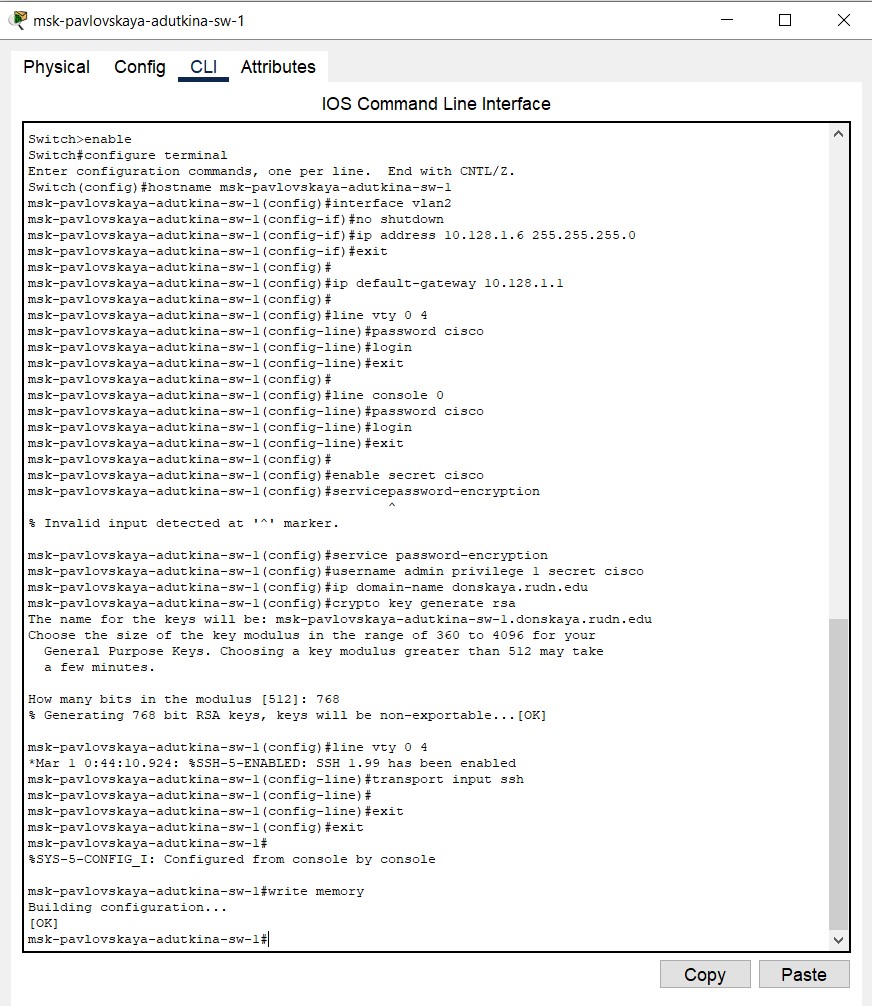 msk-pavlovskaya-adutkina-sw-1
Physical Config CLI Attributes
IOS Command Line Interface
Switch>enable
Switch#configure terminal
Enter configuration commands, one per line.  End with CNTL/Z.
Switch(config)#hostname msk-pavlovskaya-adutkina-sw-1
msk-pavlovskaya-adutkina-sw-1(config)#interface vlan2
msk-pavlovskaya-adutkina-sw-1(config-if)#no shutdown
msk-pavlovskaya-adutkina-sw-1(config-if)#ip address 10.128.1.6 255.255.255.0
msk-pavlovskaya-adutkina-sw-1(config-if)#exit
msk-pavlovskaya-adutkina-sw-1(config)#
msk-pavlovskaya-adutkina-sw-1(config)#ip default-gateway 10.128.1.1
msk-pavlovskaya-adutkina-sw-1(config)#
msk-pavlovskaya-adutkina-sw-1(config)#line vty 0 4
msk-pavlovskaya-adutkina-sw-1(config-line)#password cisco
msk-pavlovskaya-adutkina-sw-1(config-line)#login
msk-pavlovskaya-adutkina-sw-1(config-line)#exit
msk-pavlovskaya-adutkina-sw-1(config)#
msk-pavlovskaya-adutkina-sw-1(config)#line console 0
msk-pavlovskaya-adutkina-sw-1(config-line)#password cisco
msk-pavlovskaya-adutkina-sw-1(config-line)#login
msk-pavlovskaya-adutkina-sw-1(config-line)#exit
msk-pavlovskaya-adutkina-sw-1(config)#
msk-pavlovskaya-adutkina-sw-1(config)#enable secret cisco
msk-pavlovskaya-adutkina-sw-1(config)#servicepassword-encryption
^
% Invalid input detected at '^' marker.
msk-pavlovskaya-adutkina-sw-1(config)#service password-encryption
msk-pavlovskaya-adutkina-sw-1(config)#username admin privilege 1 secret cisco
msk-pavlovskaya-adutkina-sw-1(config)#ip domain-name donskaya.rudn.edu
msk-pavlovskaya-adutkina-sw-1(config)#crypto key generate rsa
The name for the keys will be: msk-pavlovskaya-adutkina-sw-1.donskaya.rudn.edu
Choose the size of the key modulus in the range of 360 to 4096 for your
General Purpose Keys. Choosing a key modulus greater than 512 may take
a few minutes.
How many bits in the modulus [512]: 768
% Generating 768 bit RSA keys, keys will be non-exportable...[OK]
msk-pavlovskaya-adutkina-sw-1(config)#line vty 0 4
*Mar 1 0:44:10.924: %SSH-5-ENABLED: SSH 1.99 has been enabled
msk-pavlovskaya-adutkina-sw-1(config-line)#transport input ssh
msk-pavlovskaya-adutkina-sw-1(config-line)#
msk-pavlovskaya-adutkina-sw-1(config-line)#exit
msk-pavlovskaya-adutkina-sw-1(config)#exit
msk-pavlovskaya-adutkina-sw-1#
%SYS-5-CONFIG_I: Configured from console by console
msk-pavlovskaya-adutkina-sw-1#write memory
Building configuration...
[OK]
msk-pavlovskaya-adutkina-sw-1#
Copy Paste